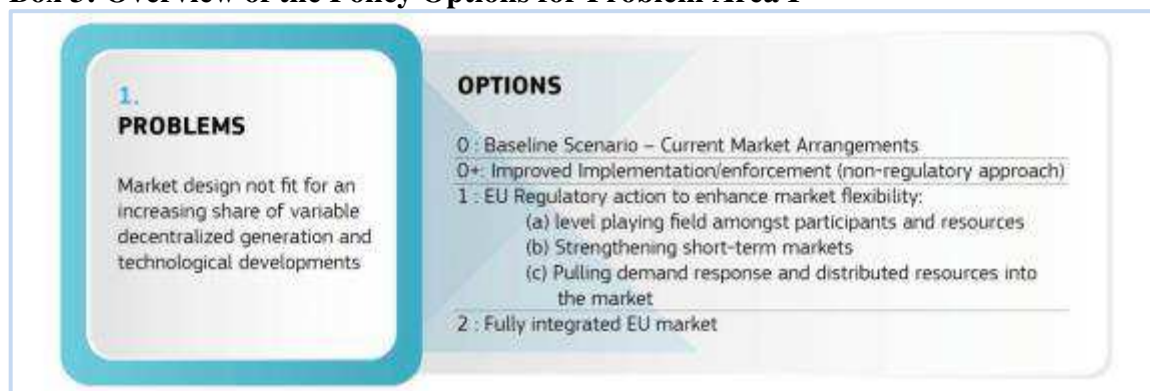 Box 3: Overview of the Policy Options for Problem Area I
1.
PROBLEMS
Market design not fit for an
increasing share of variable
decentralized generation and
technological developments
OPTIONS
0 : Baseline Scenario – Current Market Arrangements
0+: Improved Implementation/enforcement (non-regulatory approach)
1 : EU Regulatory action to enhance market flexibility:
(a) level playing field amongst participants and resources
(b) Strengthening short-term markets
(c) Pulling demand response and distributed resources into
the market
2 : Fully integrated EU market